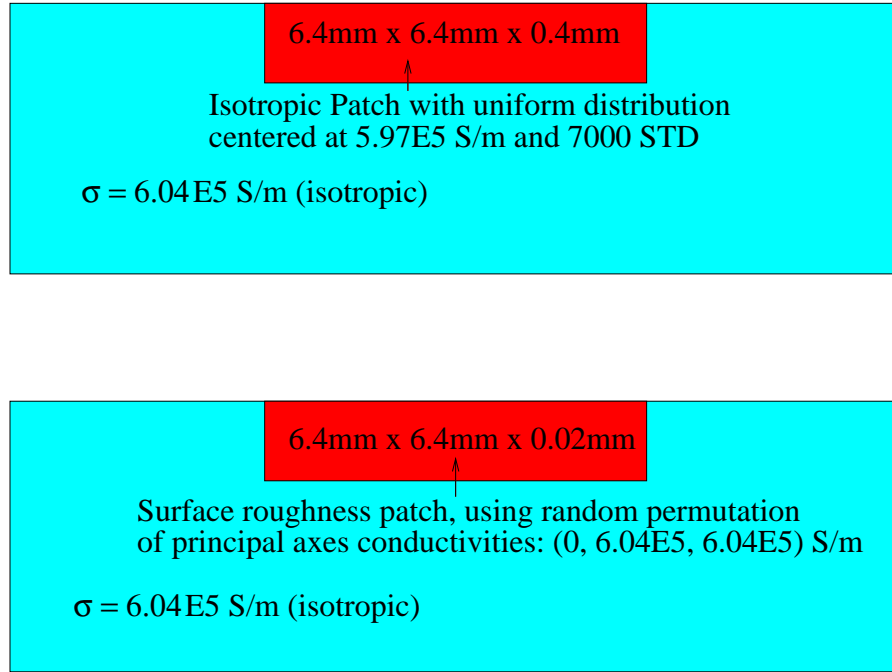 6.4mm x 6.4mm x 0.4mm
Isotropic Patch with uniform distribution
centered at 5.97E5 S/m and 7000 STD
σ = 6.04E5 S/m (isotropic)
6.4mm x 6.4mm x 0.02mm
Surface roughness patch, using random permutation
of principal axes conductivities: (0, 6.04E5, 6.04E5) S/m
σ = 6.04E5 S/m (isotropic)